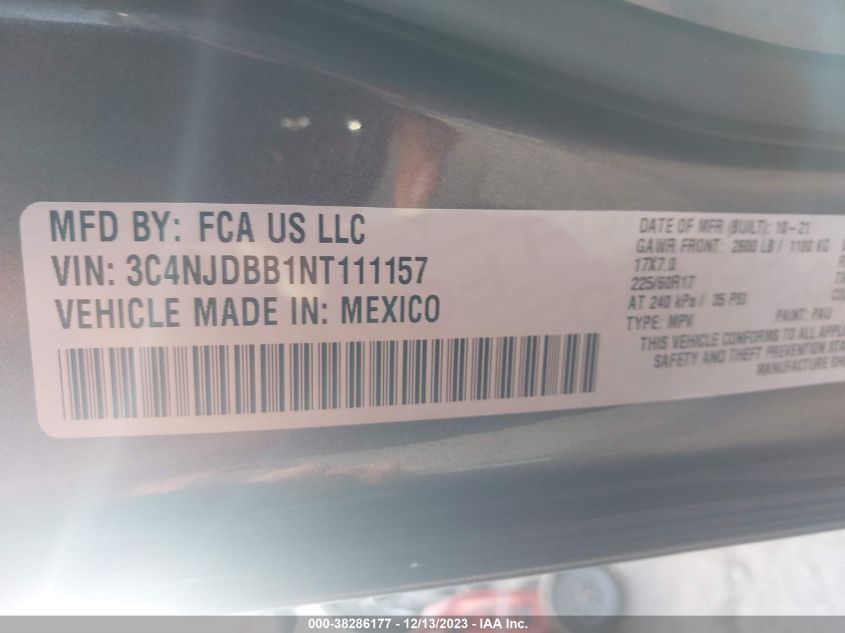 MFD BY: FCA US LLC
VIN: 3C4NJDBB1NT111157
VEHICLE MADE IN: MEXICO
DATE OF MFR (BUILT): 10-21
GAWR FRONT: 2600 LB / 1180 KG
17X7.0
225/60R17
AT 240 kPa / 35 PSI
TYPE: MPV PAINT: PAU
THIS VEHICLE CONFORMS TO ALL APPL
SAFETY AND THEFT PREVENTION STA
MANUFACTURE SHO
000-38286177 - 12/13/2023 - IAA Inc.